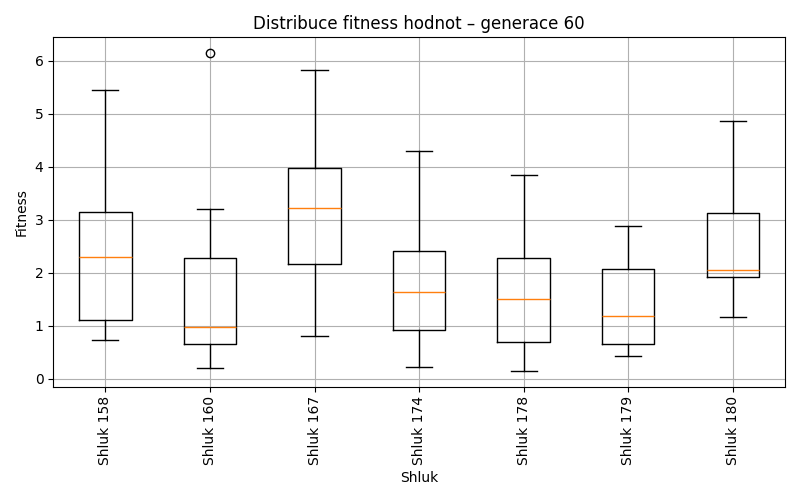 Distribuce fitness hodnot – generace 60
Fitness
6
5
4
3
2
1
0
Shluk 158
Shluk 160
Shluk 167
Shluk 174
Shluk 178
Shluk 179
Shluk 180
Shluk